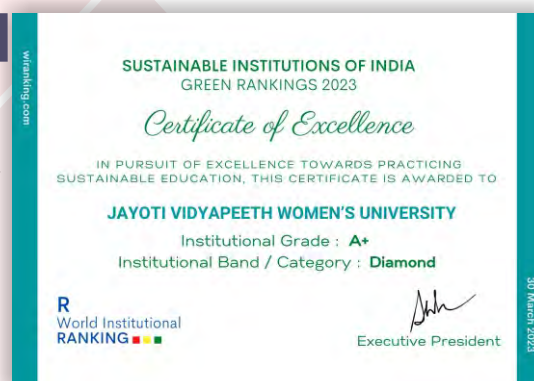 wiranking.com
SUSTAINABLE INSTITUTIONS OF INDIA
GREEN RANKINGS 2023
Certificate of Excellence
IN PURSUIT OF EXCELLENCE TOWARDS PRACTICING
SUSTAINABLE EDUCATION, THIS CERTIFICATE IS AWARDED TO
JAYOTI VIDYAPEETH WOMEN'S UNIVERSITY
Institutional Grade : A+
Institutional Band / Category : Diamond
R
World Institutional
RANKING
Executive President
30 March 2023